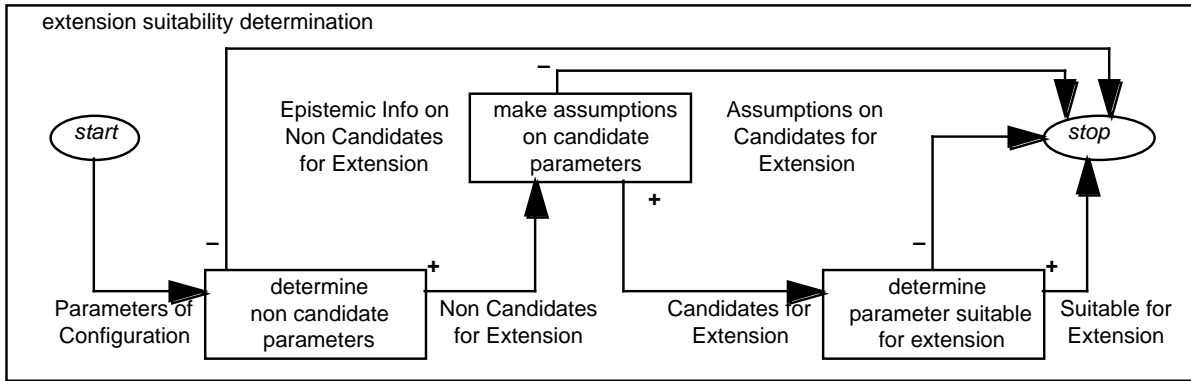 extension suitability determination
start
Epistemic Info on
Non Candidates
for Extension
–
make assumptions
on candidate
parameters
+
Assumptions on
Candidates for
Extension
stop
Parameters of
Configuration
–
determine
non candidate
parameters
+
Non Candidates
for Extension
Candidates for
Extension
–
determine
parameter suitable
for extension
+
Suitable for
Extension